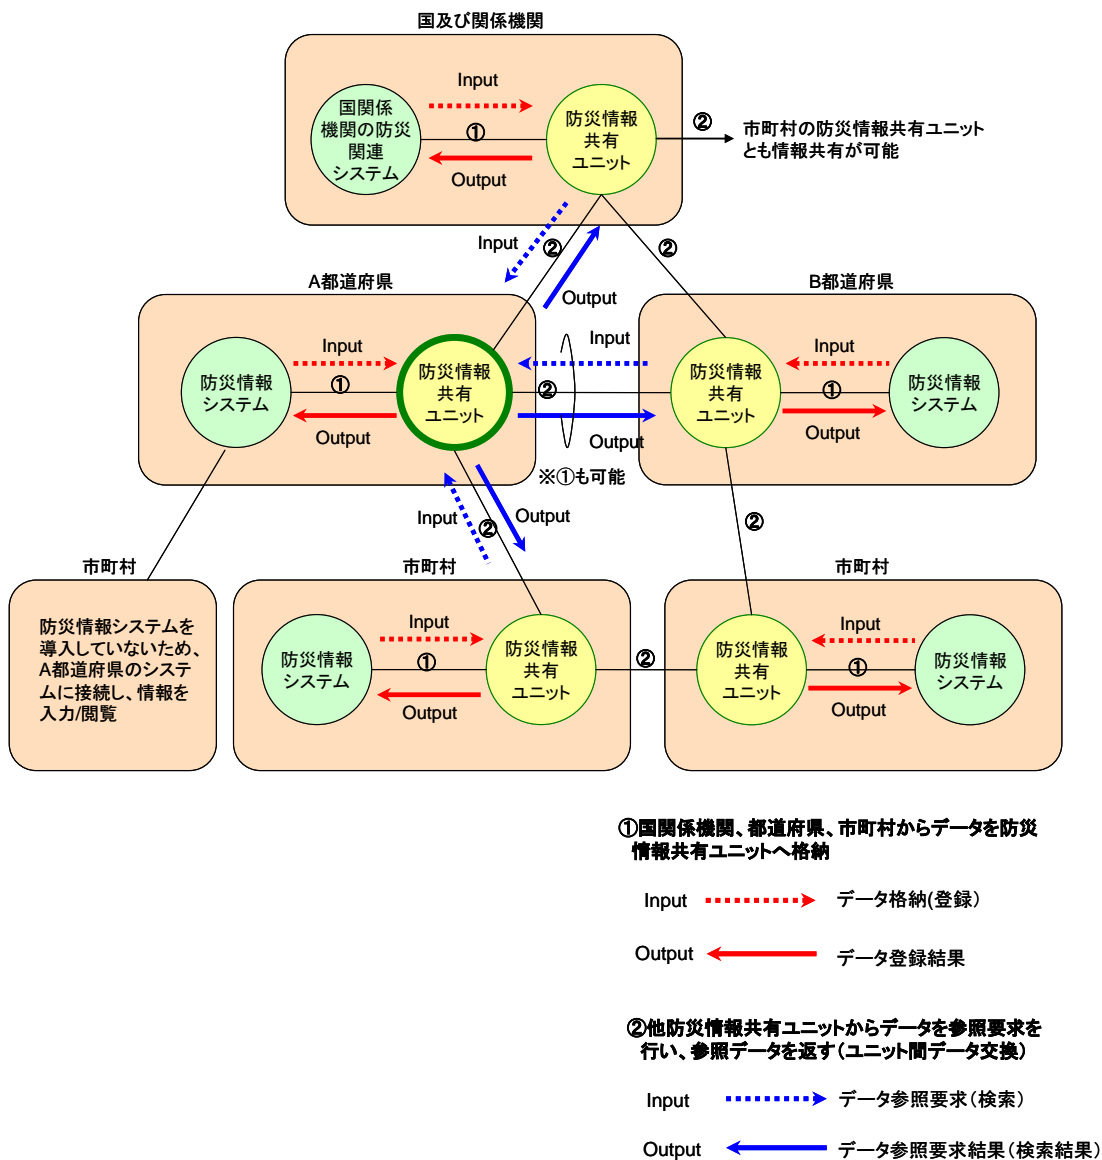 国及び関係機関
Input
国関係
機関の防災
関連
システム
①
防災情報
共有
ユニット
Output
②
市町村の防災情報共有ユニット
とも情報共有が可能
Input
②
Output
②
A都道府県
B都道府県
Input
防災情報
システム
①
Output
防災情報
共有
ユニット
Input
②
Output
※①も可能
防災情報
共有
ユニット
Input
①
Output
防災情報
システム
Input
②
Output
②
市町村
市町村
市町村
防災情報システムを
導入していないため、
A都道府県のシステ
ムに接続し、情報を
入力/閲覧
防災情報
システム
Input
①
Output
防災情報
共有
ユニット
②
防災情報
共有
ユニット
Input
①
Output
防災情報
システム
①国関係機関、都道府県、市町村からデータを防災
情報共有ユニットへ格納
Input データ格納(登録)
Output データ登録結果
②他防災情報共有ユニットからデータを参照要求を
行い、参照データを返す(ユニット間データ交換)
Input データ参照要求(検索)
Output データ参照要求結果(検索結果)